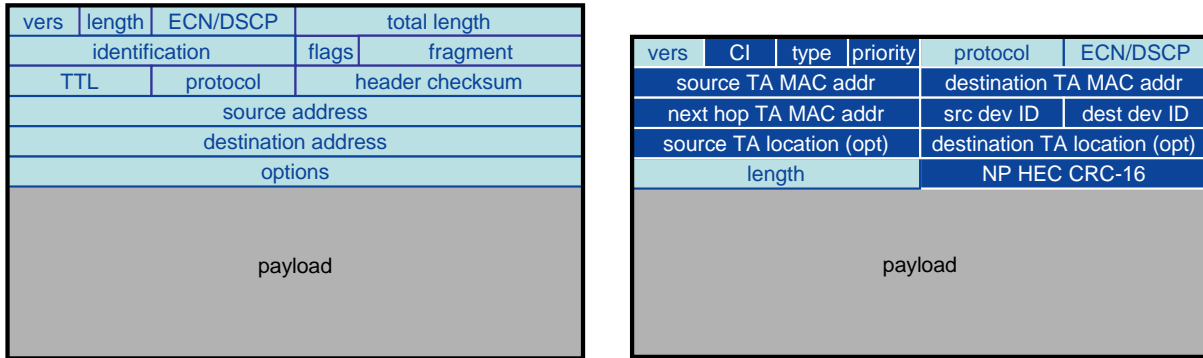 vers length ECN/DSCP total length
identification flags fragment
TTL protocol header checksum
source address
destination address
options
payload
vers CI type priority protocol ECN/DSCP
source TA MAC addr destination TA MAC addr
next hop TA MAC addr src dev ID dest dev ID
source TA location (opt) destination TA location (opt)
length NP HEC CRC-16
payload